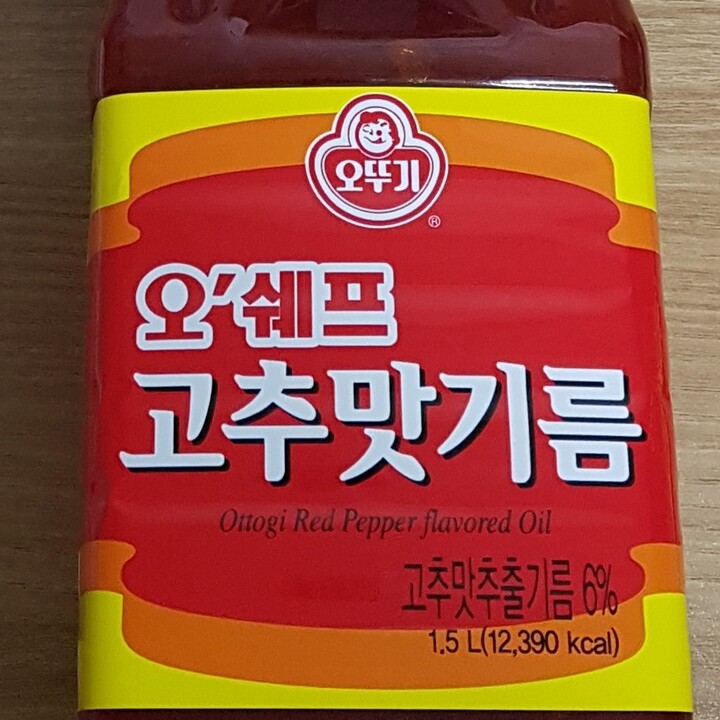 오뚜기
®
오'쉐프
고추맛기름
Ottogi Red Pepper flavored Oil
고추맛추출기름 6%
1.5 L(12,390 kcal)